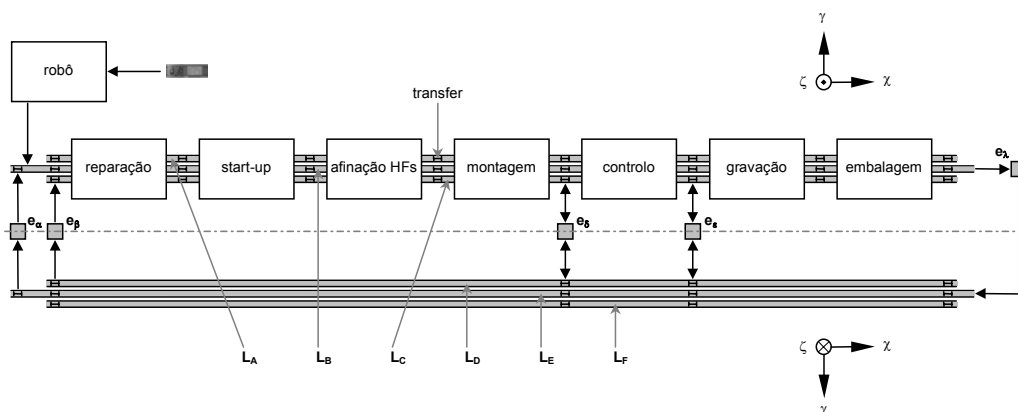 γ
robô
ζ
χ
transfer
reparação
start-up
afinação HFs
montagem
controlo
gravação
embalagem
eλ
eα
eβ
eδ
eε
LA
LB
LC
LD
LE
LF
ζ
χ
γ